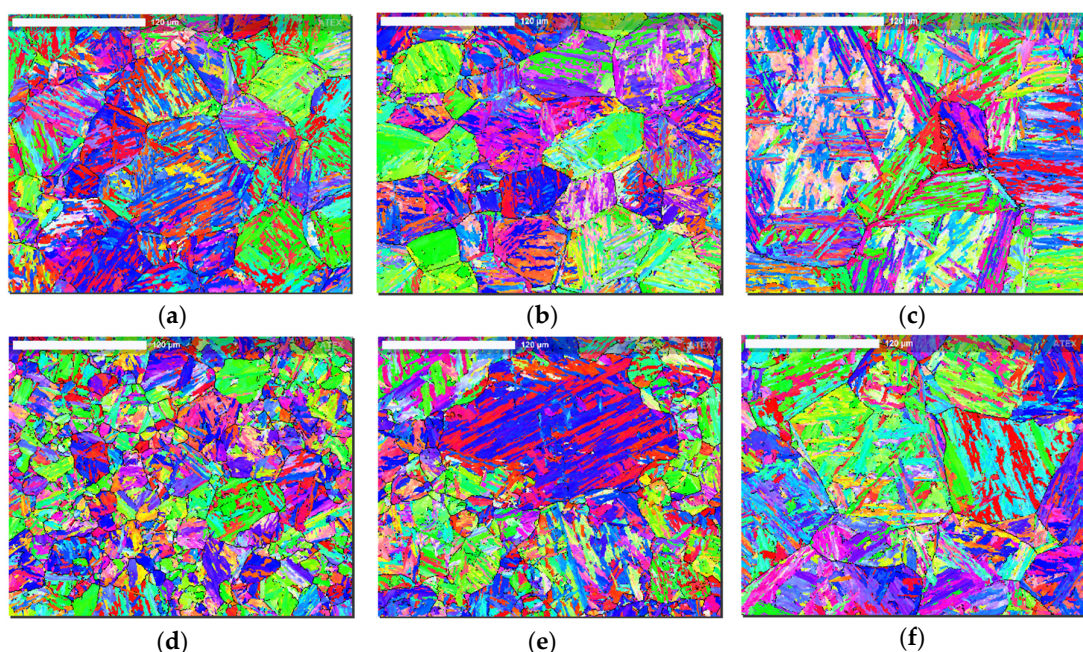 120 µm ATEX 120 µm ATEX 120 µm ATEX
(a) (b) (c)
120 µm ATEX 120 µm ATEX 120 µm ATEX
(d) (e) (f)